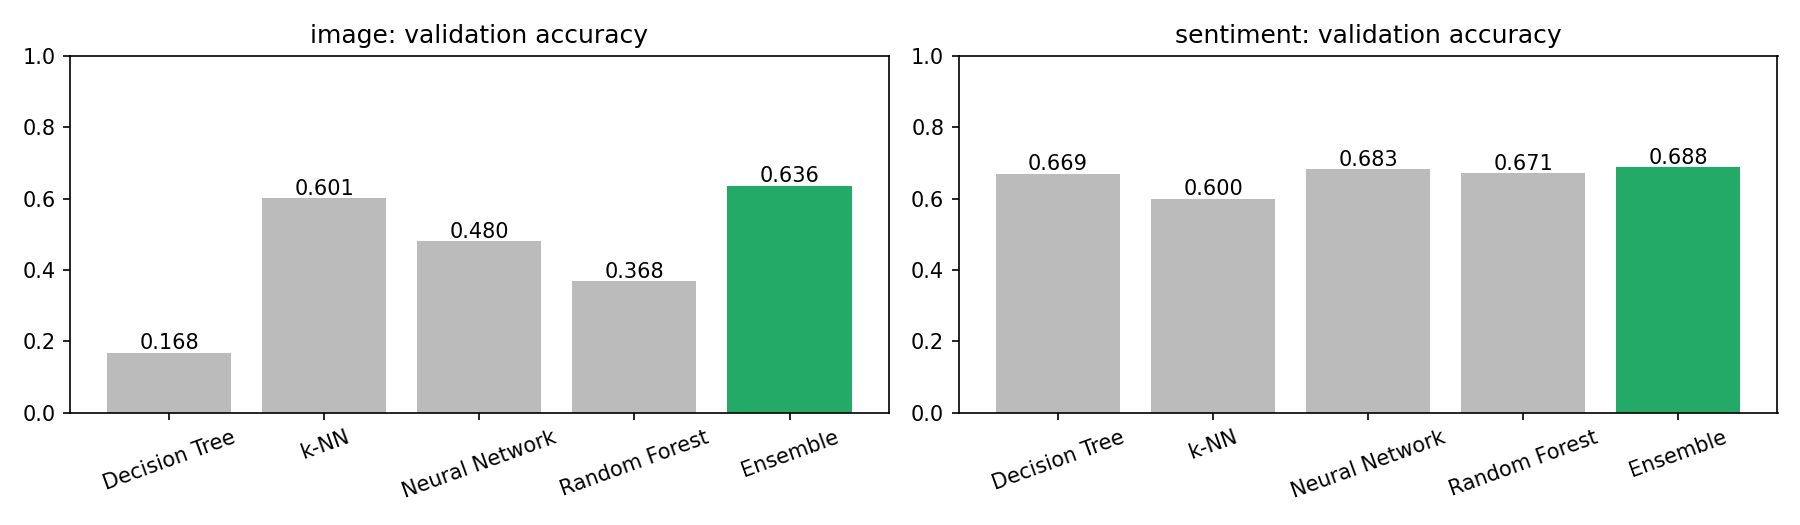 image: validation accuracy
1.0
0.8
0.6
0.4
0.2
0.0
0.168
0.601
0.480
0.368
0.636
Decision Tree
k-NN
Neural Network
Random Forest
Ensemble
sentiment: validation accuracy
1.0
0.8
0.6
0.4
0.2
0.0
0.669
0.600
0.683
0.671
0.688
Decision Tree
k-NN
Neural Network
Random Forest
Ensemble